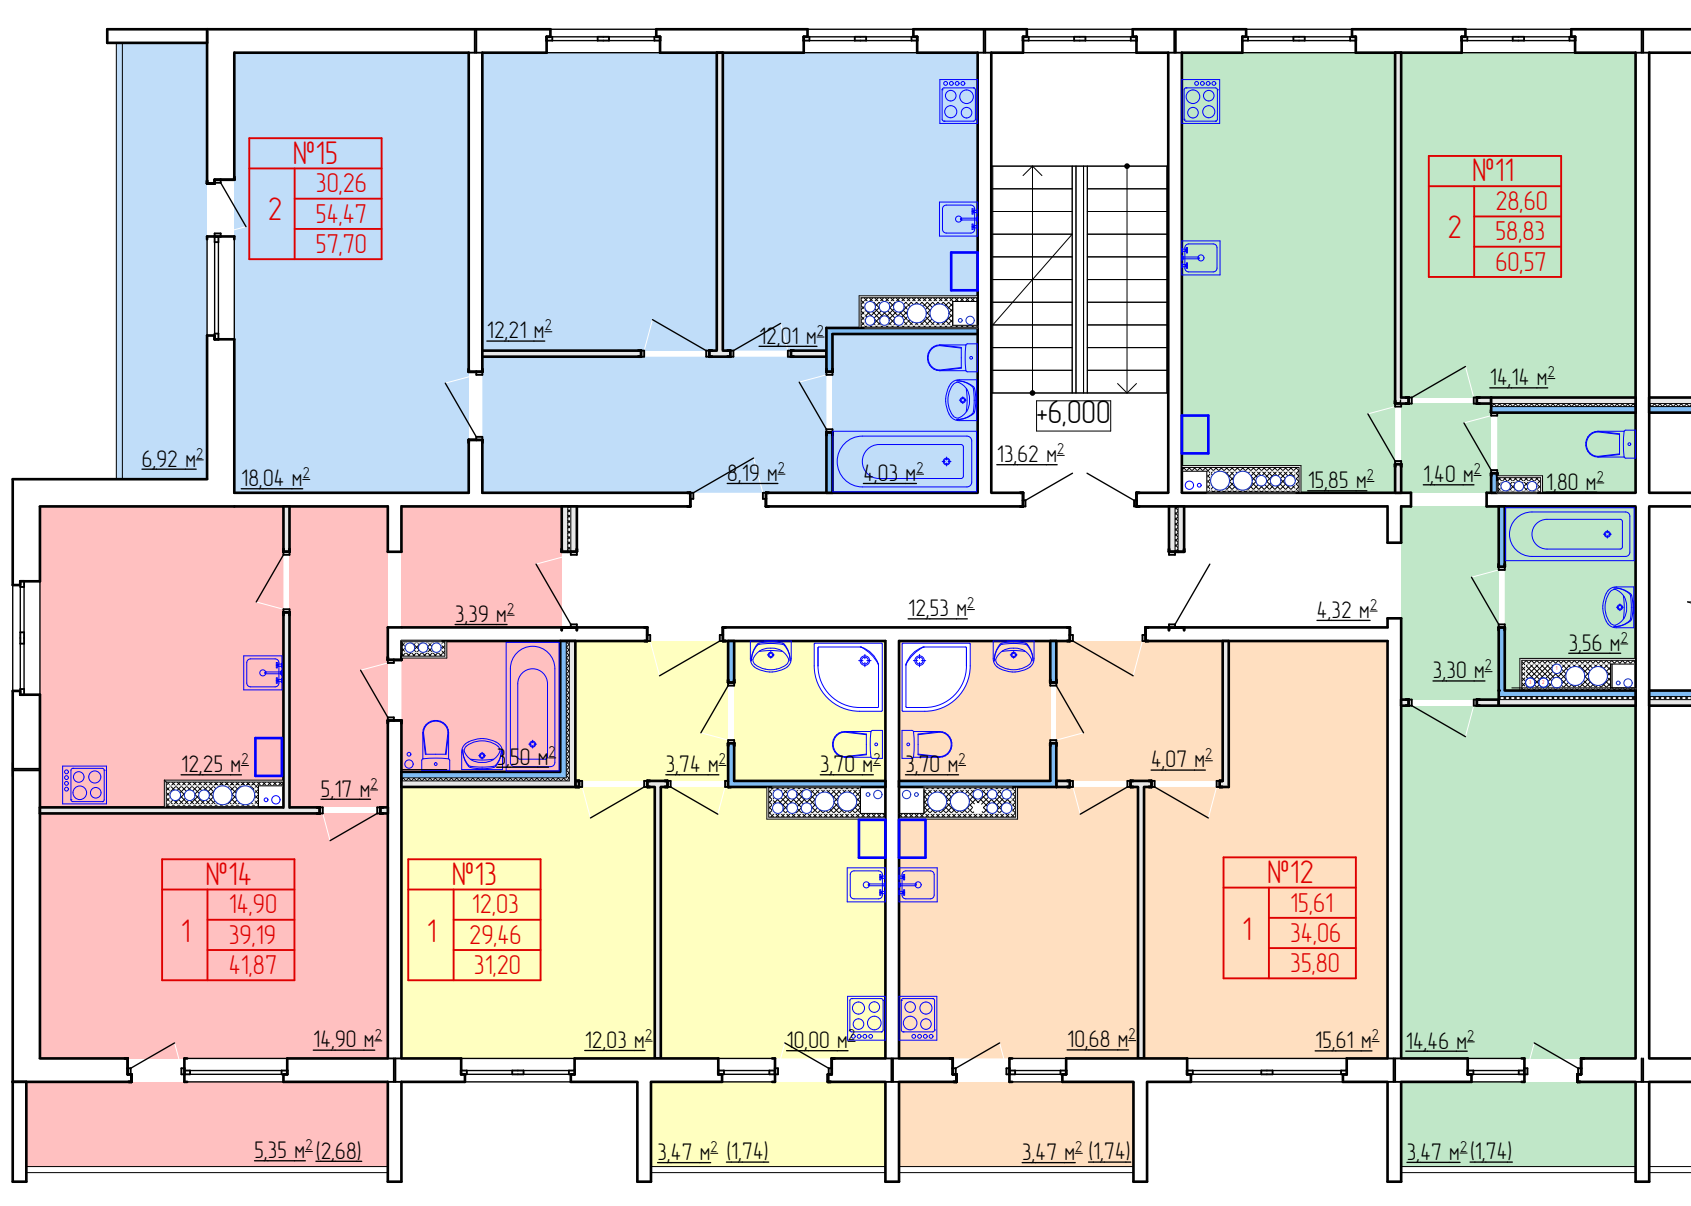 №15
2
30,26
54,47
57,70
№11
2
28,60
58,83
60,57
12,21 м²
12,01 м²
14,14 м²
+6,000
6,92 м²
18,04 м²
8,19 м²
4,03 м²
13,62 м²
15,85 м²
1,40 м²
1,80 м²
3,39 м²
12,53 м²
4,32 м²
3,56 м²
3,30 м²
12,25 м²
5,17 м²
3,50 м²
3,74 м²
3,70 м²
3,70 м²
4,07 м²
№14
1
14,90
39,19
41,87
№13
1
12,03
29,46
31,20
№12
1
15,61
34,06
35,80
14,90 м²
12,03 м²
10,00 м²
10,68 м²
15,61 м²
14,46 м²
5,35 м² (2,68)
3,47 м² (1,74)
3,47 м² (1,74)
3,47 м² (1,74)